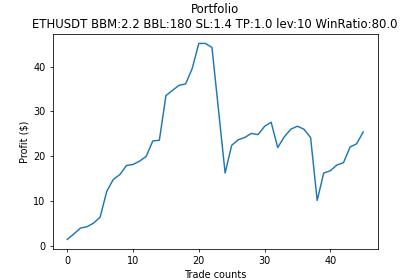 Portfolio
ETHUSDT BBM:2.2 BBL:180 SL:1.4 TP:1.0 lev:10 WinRatio:80.0
Profit ($)
40
30
20
10
0
0
10
20
30
40
Trade counts